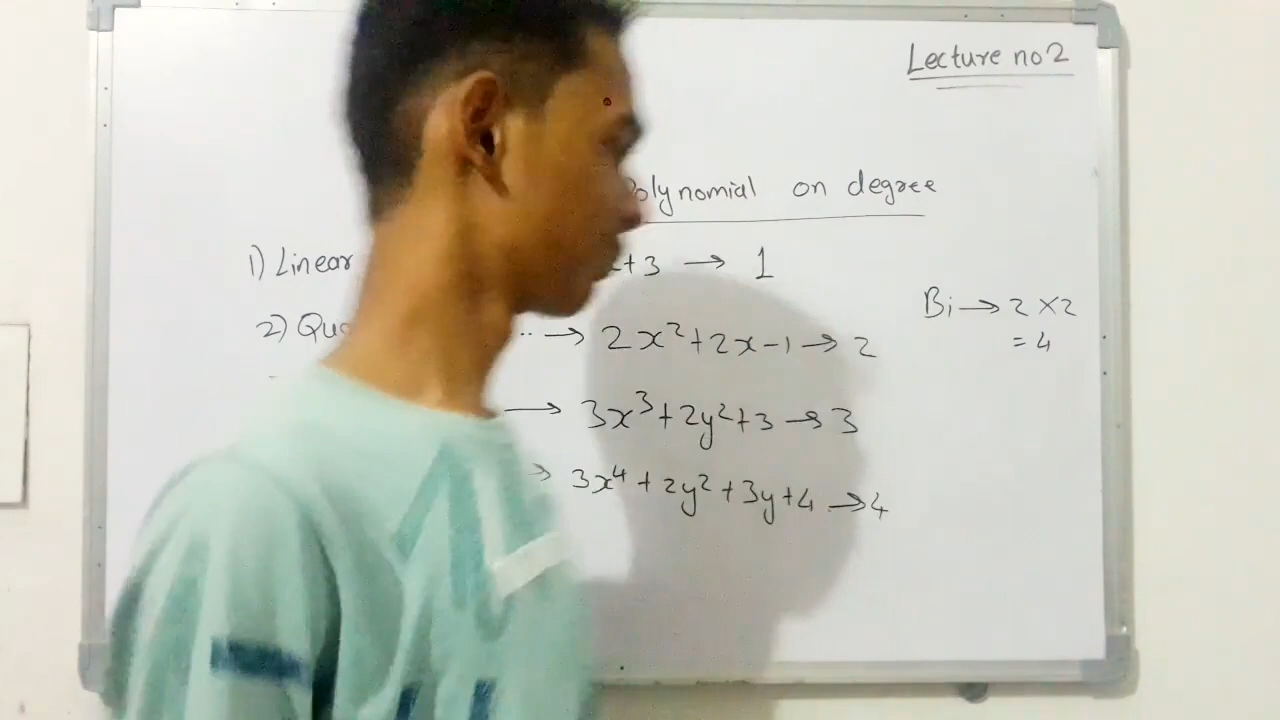 Lecture no 2
Polynomial on degree
1) Linear +3 → 1
2) Qua ·· → 2x²+2x-1 → 2
→ 3x³+2y²+3 → 3
→ 3x⁴+2y²+3y+4 → 4
Bi → 2×2
= 4